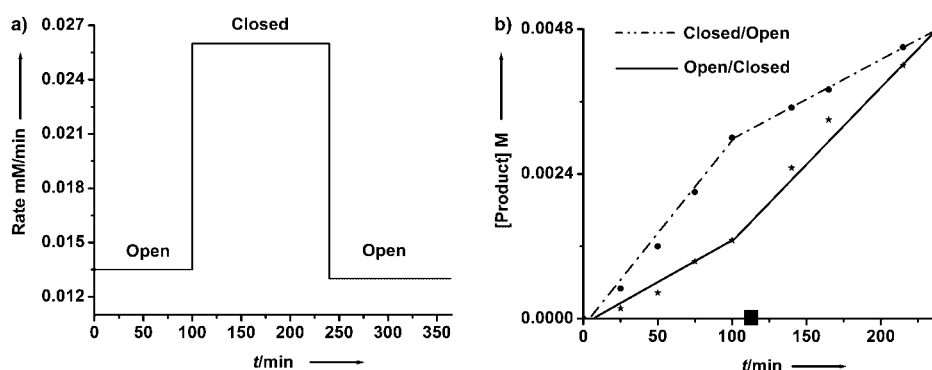 a)
Rate mM/min
0.027
0.024
0.021
0.018
0.015
0.012
Closed
Open
Open
0 50 100 150 200 250 300 350
t/min
b)
[Product] M
0.0048
0.0024
0.0000
Closed/Open
Open/Closed
0 50 100 150 200
t/min